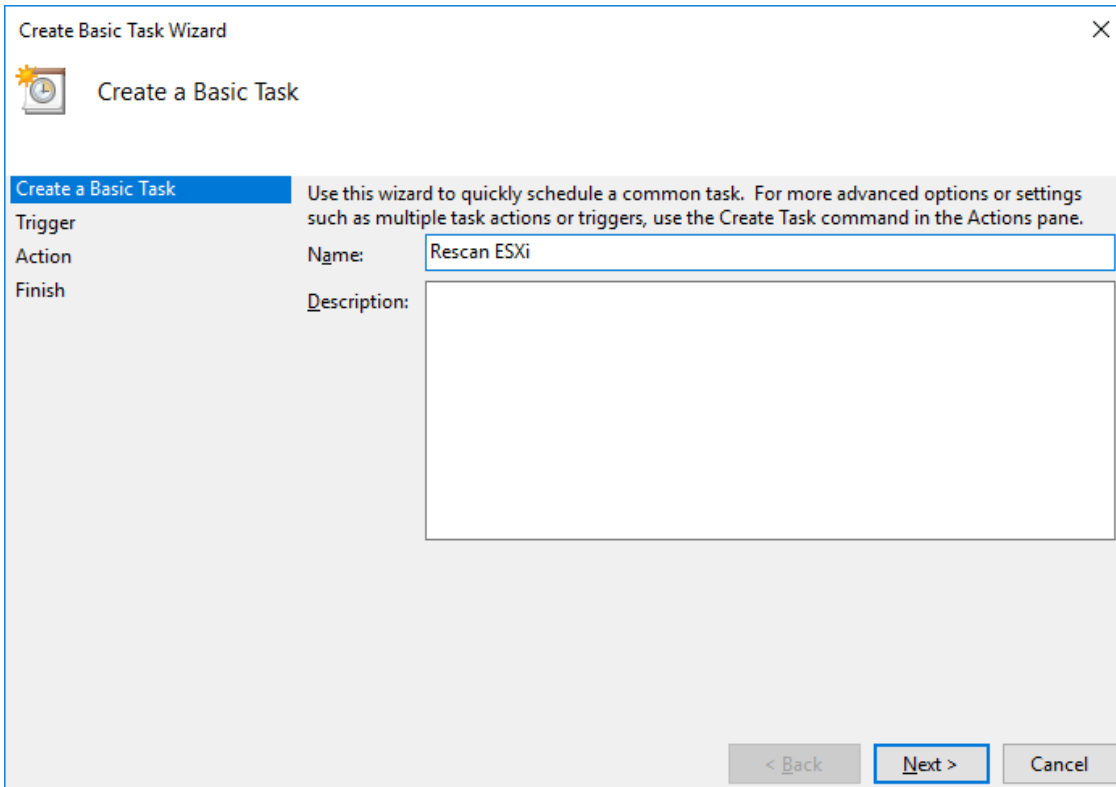 Create Basic Task Wizard
Create a Basic Task
Create a Basic Task
Trigger
Action
Finish
Use this wizard to quickly schedule a common task.  For more advanced options or settings
such as multiple task actions or triggers, use the Create Task command in the Actions pane.
Name:
Rescan ESXi
Description:
< Back
Next >
Cancel